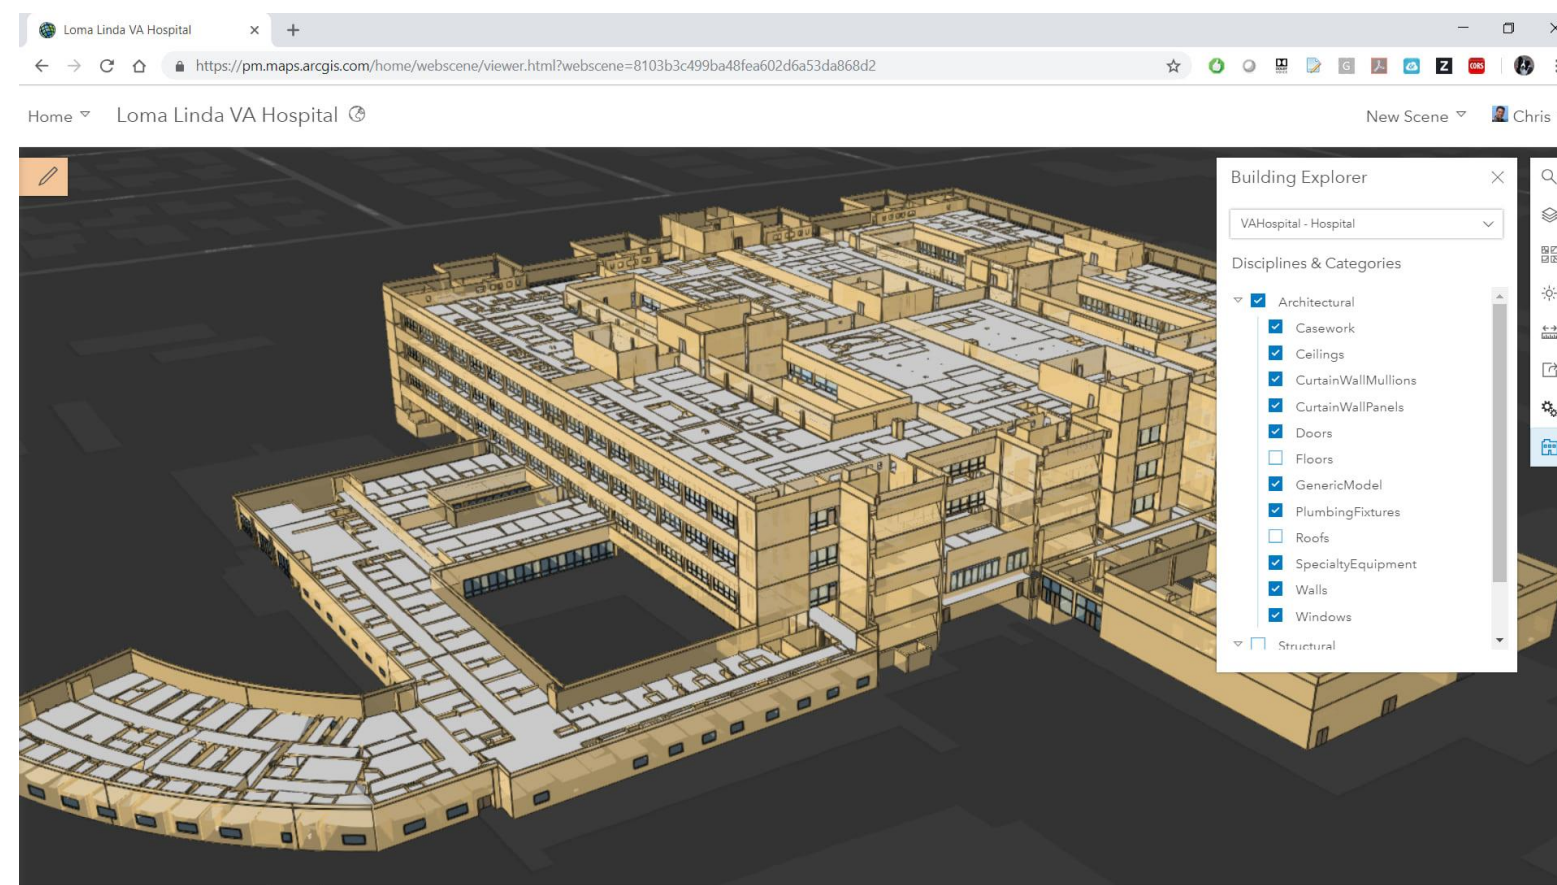 Loma Linda VA Hospital
https://pm.maps.arcgis.com/home/webscene/viewer.html?webscene=8103b3c499ba48fea602d6a53da868d2
G
Z
CORS
Home
Loma Linda VA Hospital
New Scene
Chris
Building Explorer
VAHospital - Hospital
Disciplines & Categories
Architectural
Casework
Ceilings
CurtainWallMullions
CurtainWallPanels
Doors
Floors
GenericModel
PlumbingFixtures
Roofs
SpecialtyEquipment
Walls
Windows
Structural